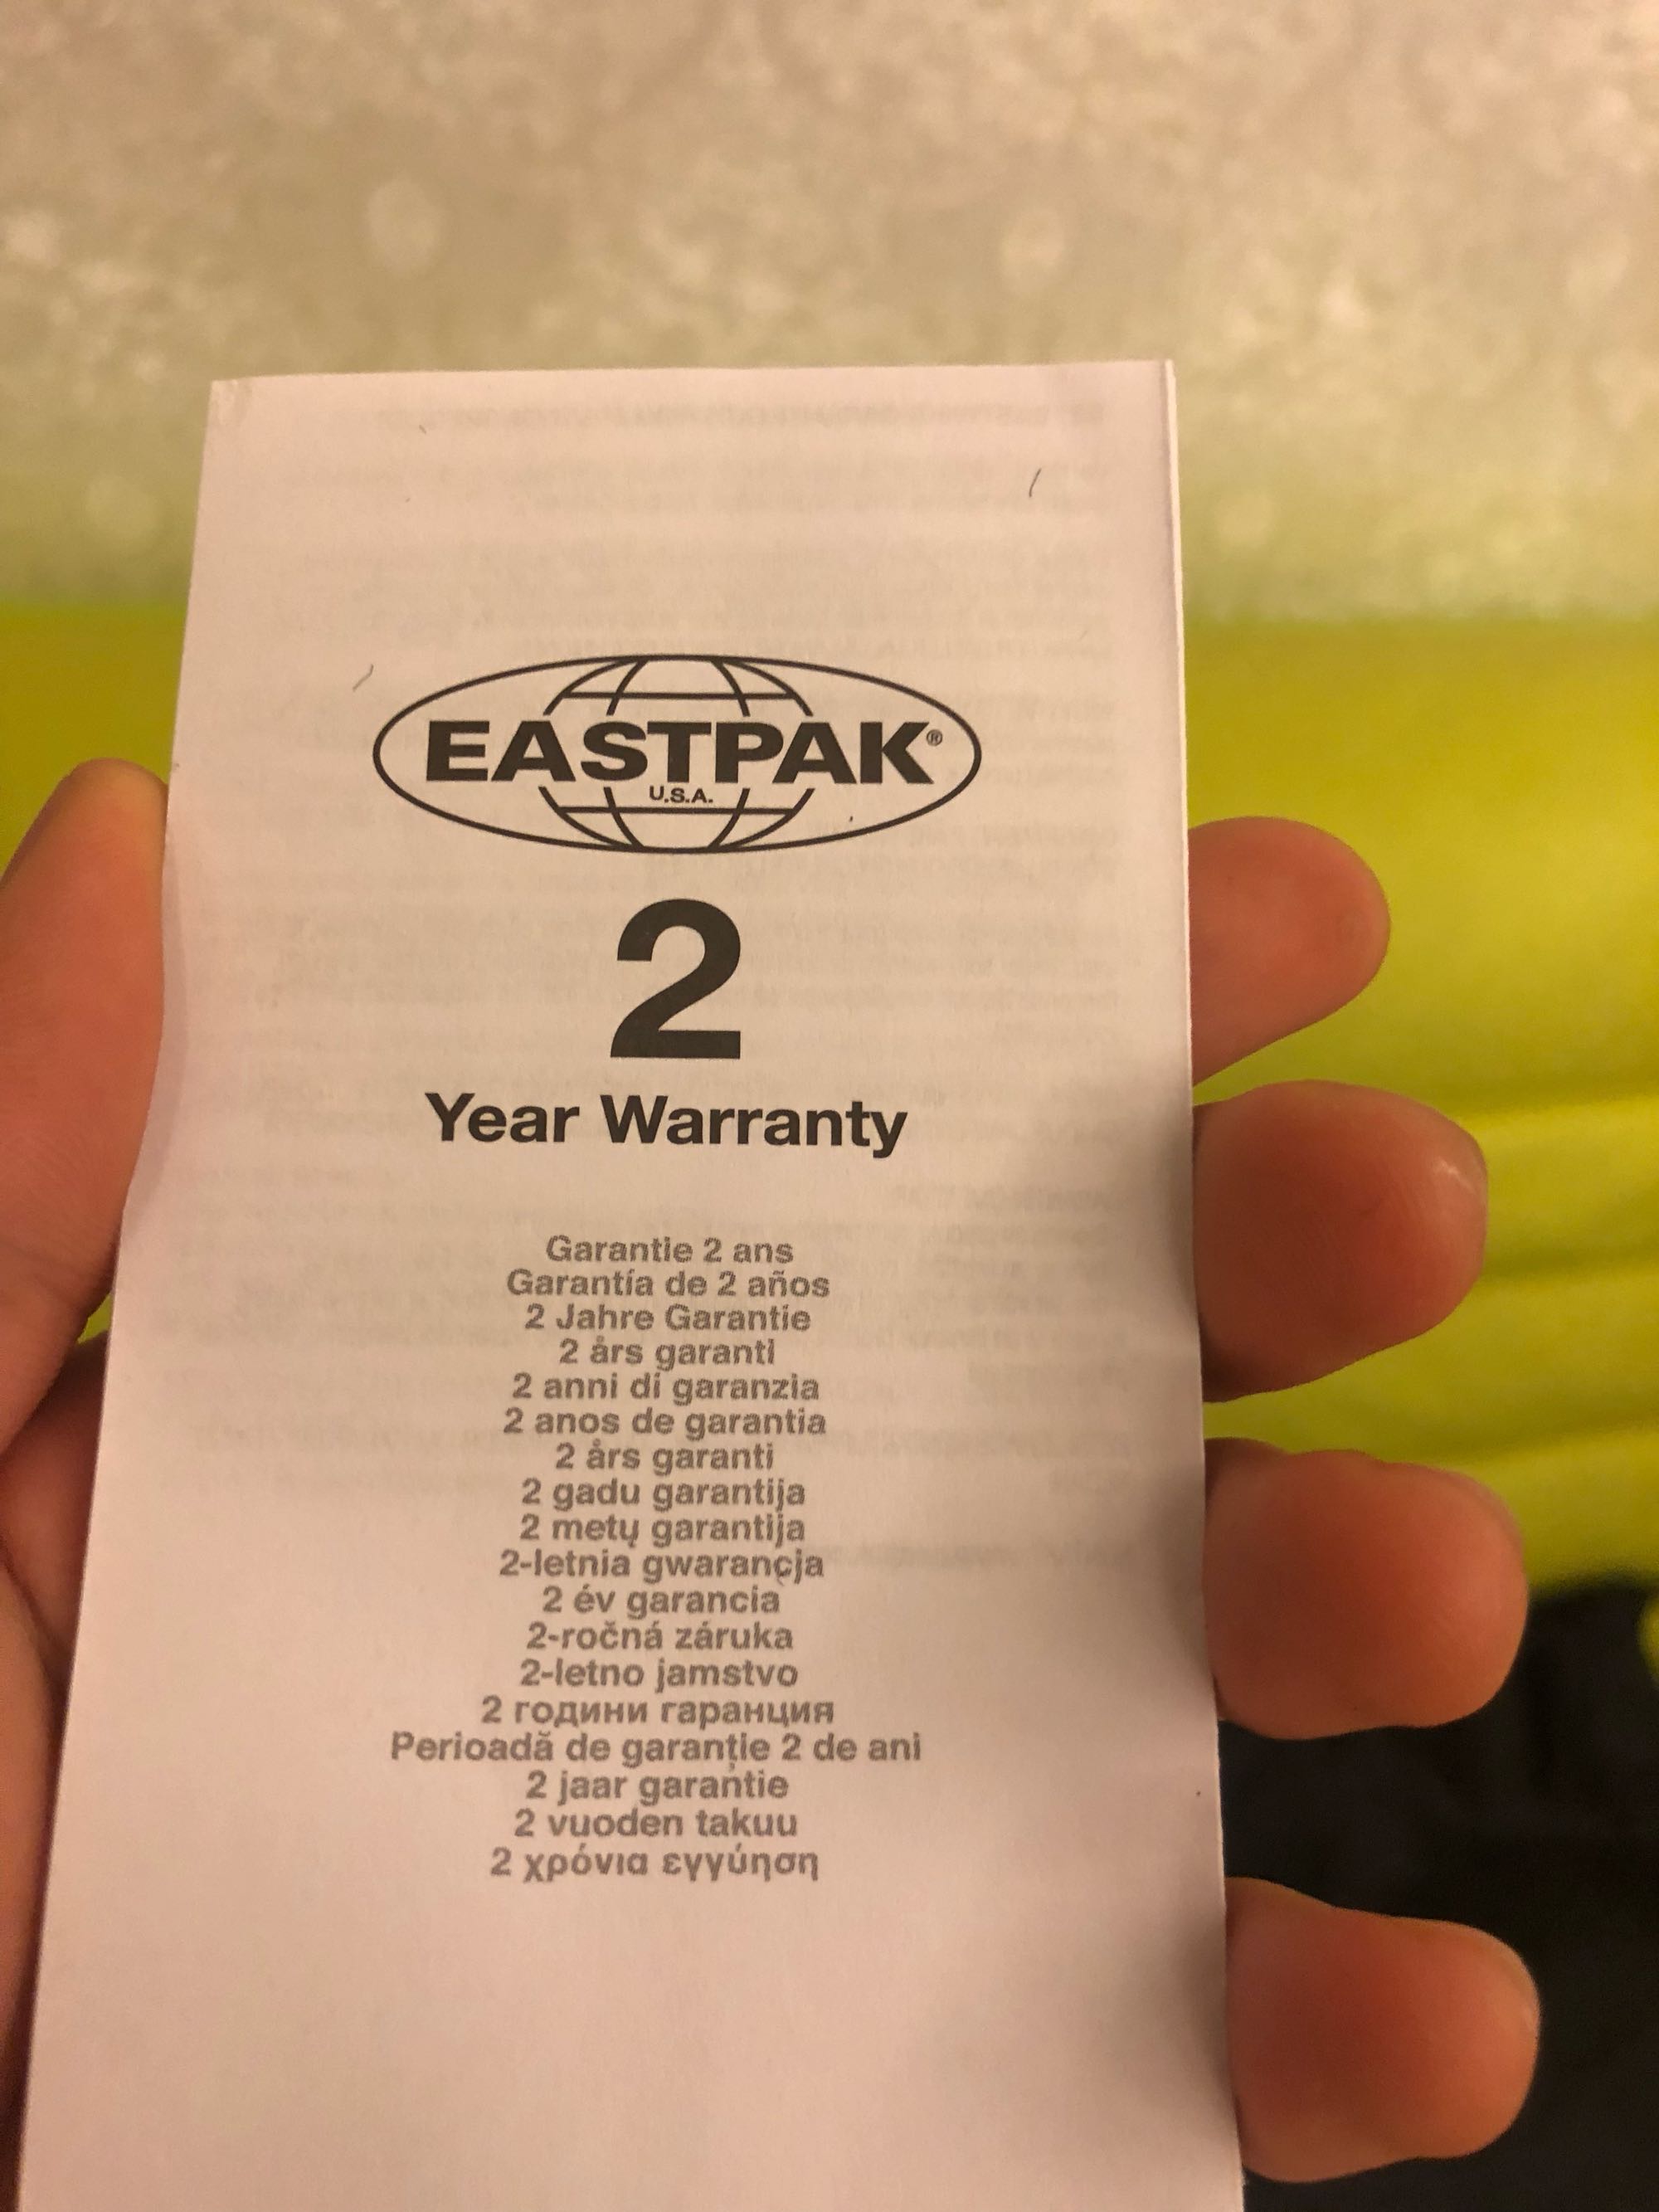 EASTPAK®
U.S.A.
2
Year Warranty
Garantie 2 ans
Garantía de 2 años
2 Jahre Garantie
2 års garanti
2 anni di garanzia
2 anos de garantia
2 års garanti
2 gadu garantija
2 metų garantija
2-letnia gwarancja
2 év garancia
2-ročná záruka
2-letno jamstvo
2 години гаранция
Perioadă de garanție 2 de ani
2 jaar garantie
2 vuoden takuu
2 χρόνια εγγύηση